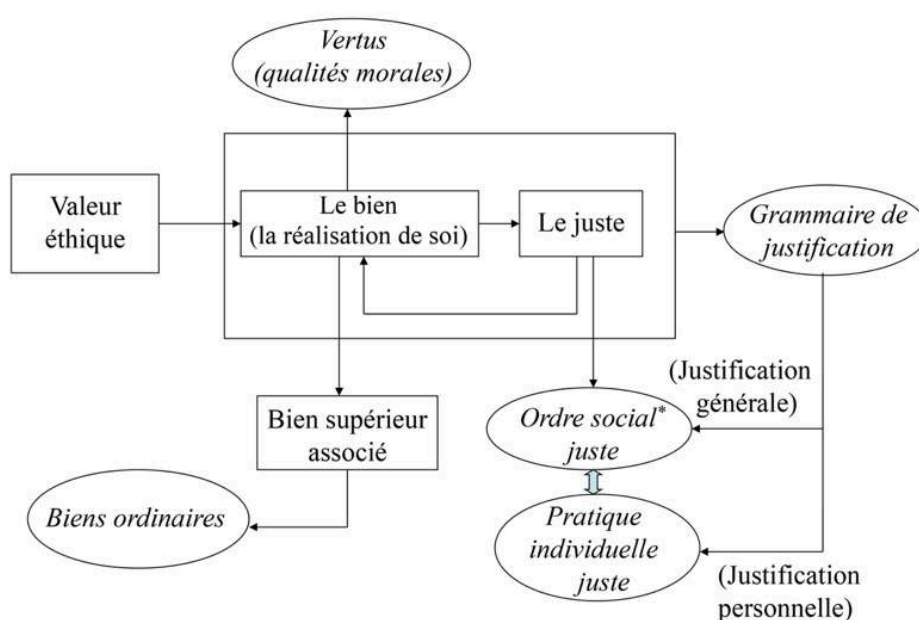 Vertus
(qualités morales)
Valeur
éthique
Le bien
(la réalisation de soi)
Le juste
Grammaire de
justification
(Justification
générale)
Bien supérieur
associé
Ordre social*
juste
Biens ordinaires
Pratique
individuelle
juste
(Justification
personnelle)